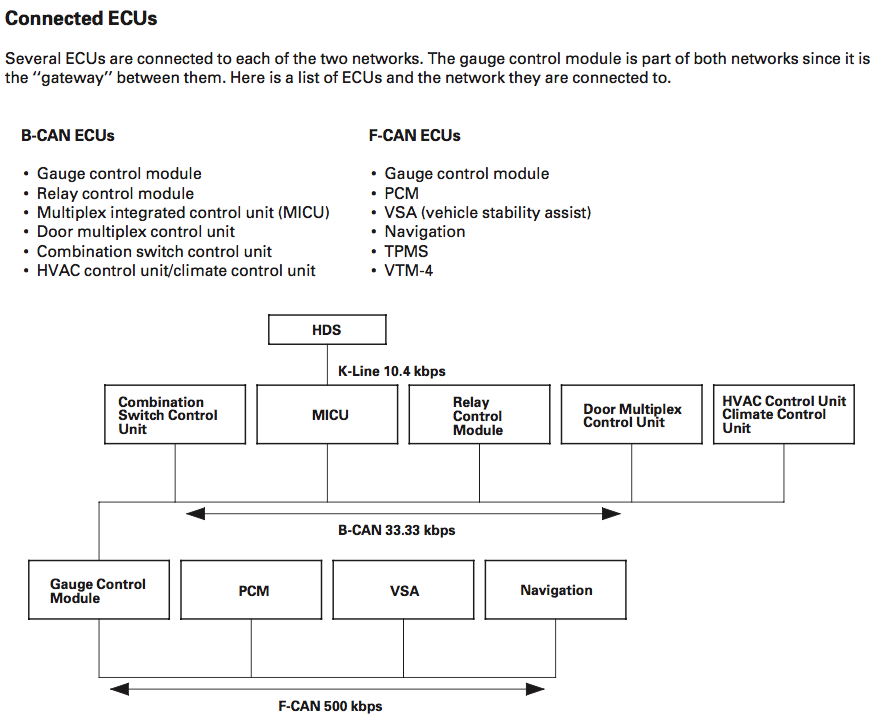 Connected ECUs
Several ECUs are connected to each of the two networks. The gauge control module is part of both networks since it is
the ‘‘gateway’’ between them. Here is a list of ECUs and the network they are connected to.
B-CAN ECUs
• Gauge control module
• Relay control module
• Multiplex integrated control unit (MICU)
• Door multiplex control unit
• Combination switch control unit
• HVAC control unit/climate control unit
F-CAN ECUs
• Gauge control module
• PCM
• VSA (vehicle stability assist)
• Navigation
• TPMS
• VTM-4
HDS
K-Line 10.4 kbps
Combination
Switch Control
Unit
MICU
Relay
Control
Module
Door Multiplex
Control Unit
HVAC Control Unit
Climate Control
Unit
B-CAN 33.33 kbps
Gauge Control
Module
PCM
VSA
Navigation
F-CAN 500 kbps